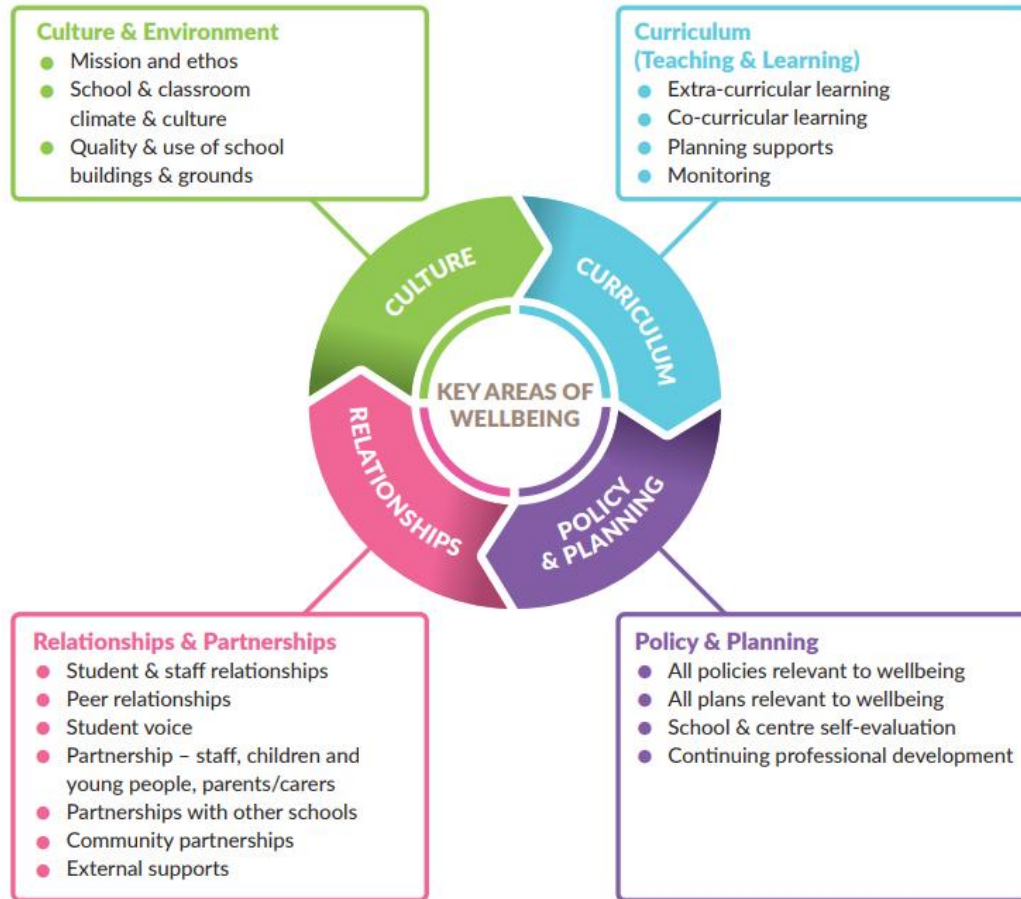 Culture & Environment
● Mission and ethos
● School & classroom
climate & culture
● Quality & use of school
buildings & grounds
Curriculum
(Teaching & Learning)
● Extra-curricular learning
● Co-curricular learning
● Planning supports
● Monitoring
CULTURE
CURRICULUM
KEY AREAS OF
WELLBEING
RELATIONSHIPS
POLICY
& PLANNING
Relationships & Partnerships
● Student & staff relationships
● Peer relationships
● Student voice
● Partnership – staff, children and
young people, parents/carers
● Partnerships with other schools
● Community partnerships
● External supports
Policy & Planning
● All policies relevant to wellbeing
● All plans relevant to wellbeing
● School & centre self-evaluation
● Continuing professional development